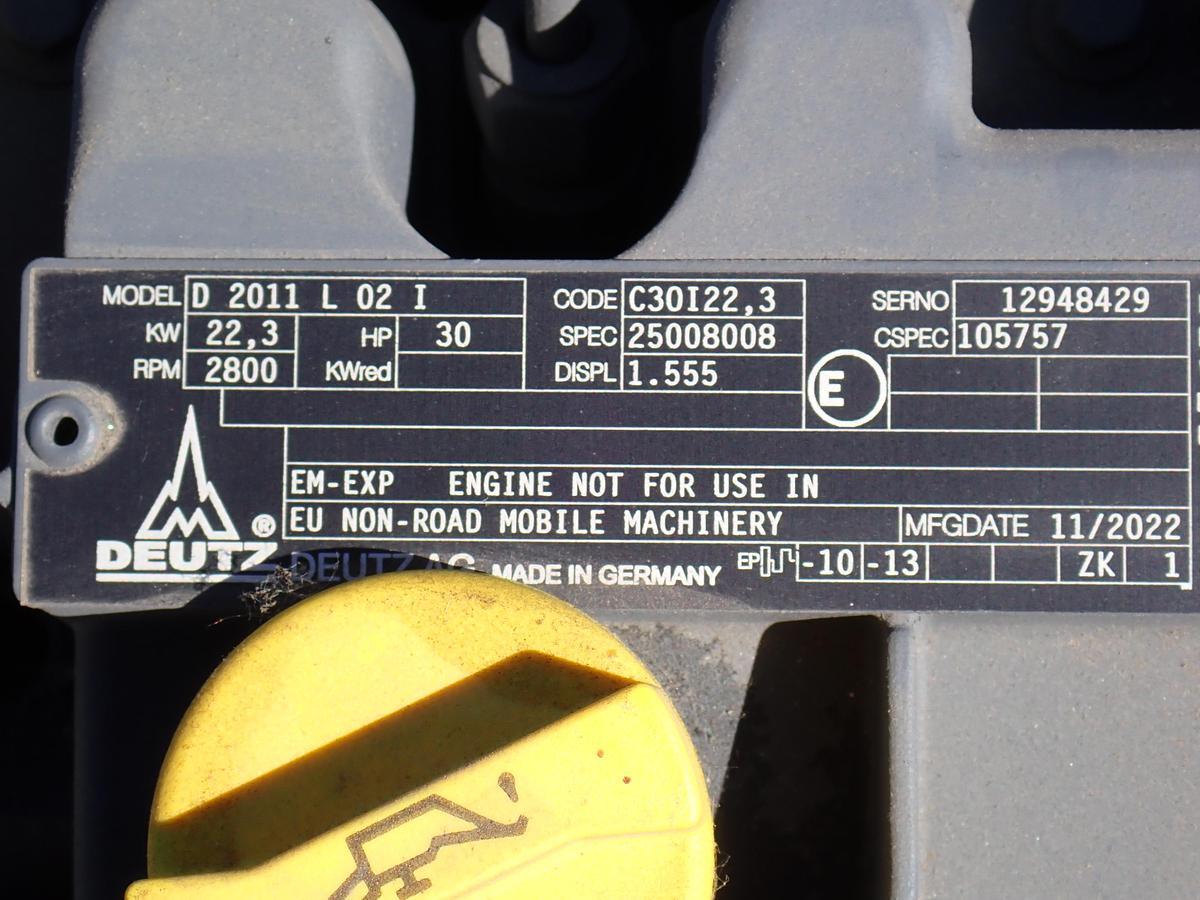 MODEL D 2011 L 02 I CODE C30I22,3 SERNO 12948429
KW 22,3 HP 30 SPEC 25008008 CSPEC 105757
RPM 2800 KWred DISPL 1.555 E
EM-EXP ENGINE NOT FOR USE IN
EU NON-ROAD MOBILE MACHINERY MFGDATE 11/2022
DEUTZ ® DEUTZ AG MADE IN GERMANY EP -10 -13 ZK 1